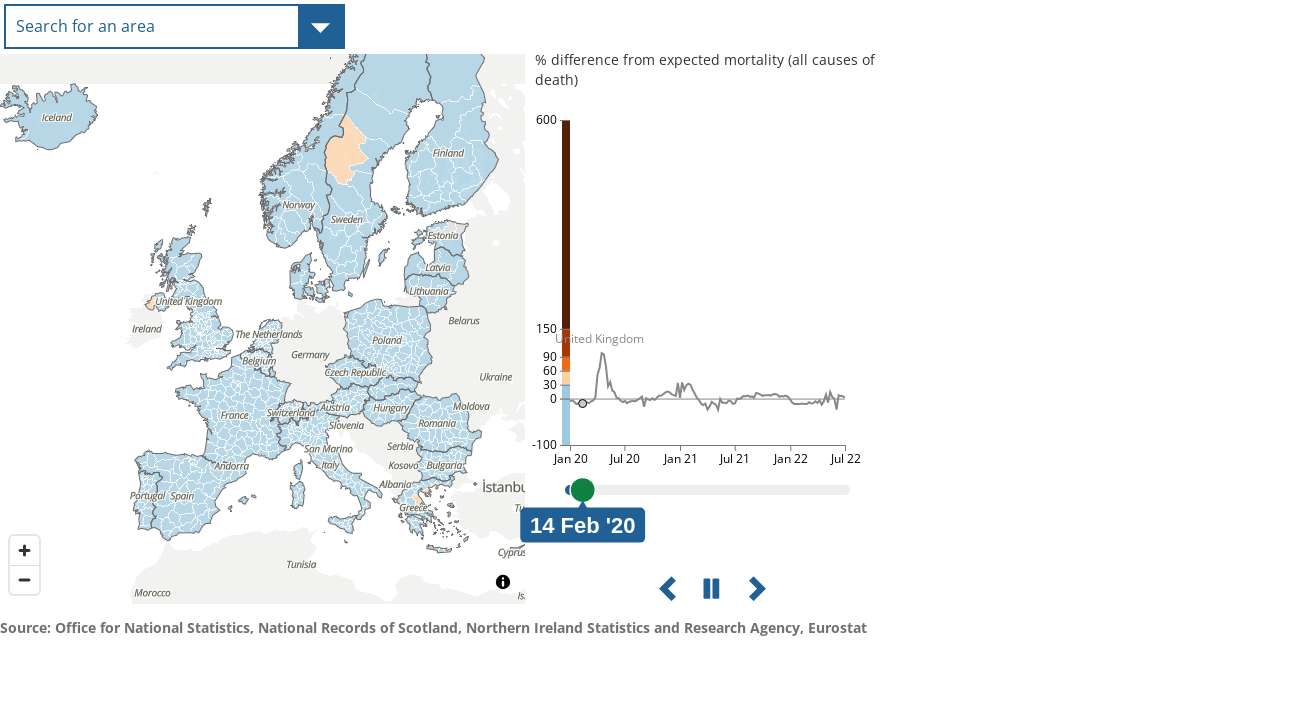 Search for an area
% difference from expected mortality (all causes of
death)
Iceland
Finland
Norway
Sweden
Estonia
Latvia
Lithuania
United Kingdom
Ireland
The Netherlands
Belarus
Poland
Germany
Belgium
Czech Republic
Ukraine
France
Switzerland
Austria
Hungary
Moldova
Slovenia
Romania
San Marino
Serbia
Italy
Kosovo
Bulgaria
Andorra
Albania
İstanbu
Portugal
Spain
Greece
Tu
Cyprus
Tunisia
Morocco
Is
600
150
United Kingdom
90
60
30
0
-100
Jan 20
Jul 20
Jan 21
Jul 21
Jan 22
Jul 22
14 Feb '20
Source: Office for National Statistics, National Records of Scotland, Northern Ireland Statistics and Research Agency, Eurostat